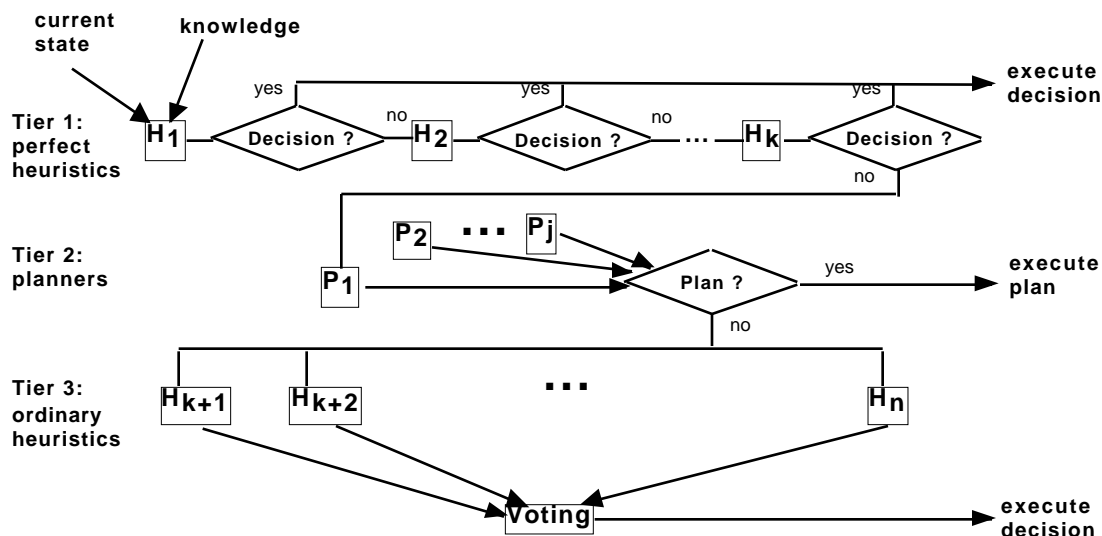 current
state
knowledge
yes
yes
yes
execute
decision
Tier 1:
perfect
heuristics
H1
Decision ?
no
H2
Decision ?
no
...
Hk
Decision ?
no
Tier 2:
planners
P1
P2
...
Pj
Plan ?
yes
execute
plan
no
Tier 3:
ordinary
heuristics
Hk+1
Hk+2
...
Hn
Voting
execute
decision